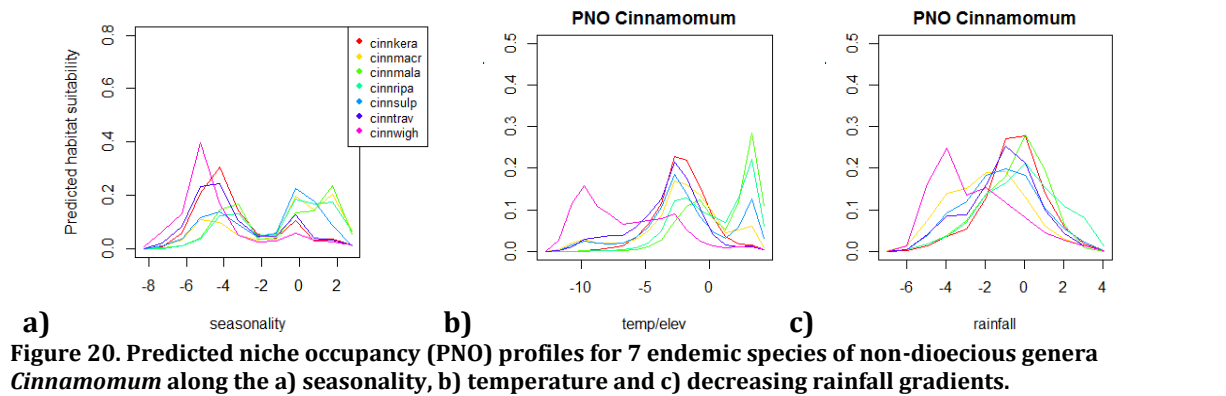 PNO Cinnamomum
PNO Cinnamomum
Predicted habitat suitability
0.0 0.2 0.4 0.6 0.8
cinnkera
cinnmacr
cinnmala
cinnripa
cinnsulp
cinntrav
cinnwigh
-8 -6 -4 -2 0 2
seasonality
a)
0.0 0.1 0.2 0.3 0.4 0.5
-10 -5 0
temp/elev
b)
0.0 0.1 0.2 0.3 0.4 0.5
-6 -4 -2 0 2 4
rainfall
c)
Figure 20. Predicted niche occupancy (PNO) profiles for 7 endemic species of non-dioecious genera
Cinnamomum along the a) seasonality, b) temperature and c) decreasing rainfall gradients.